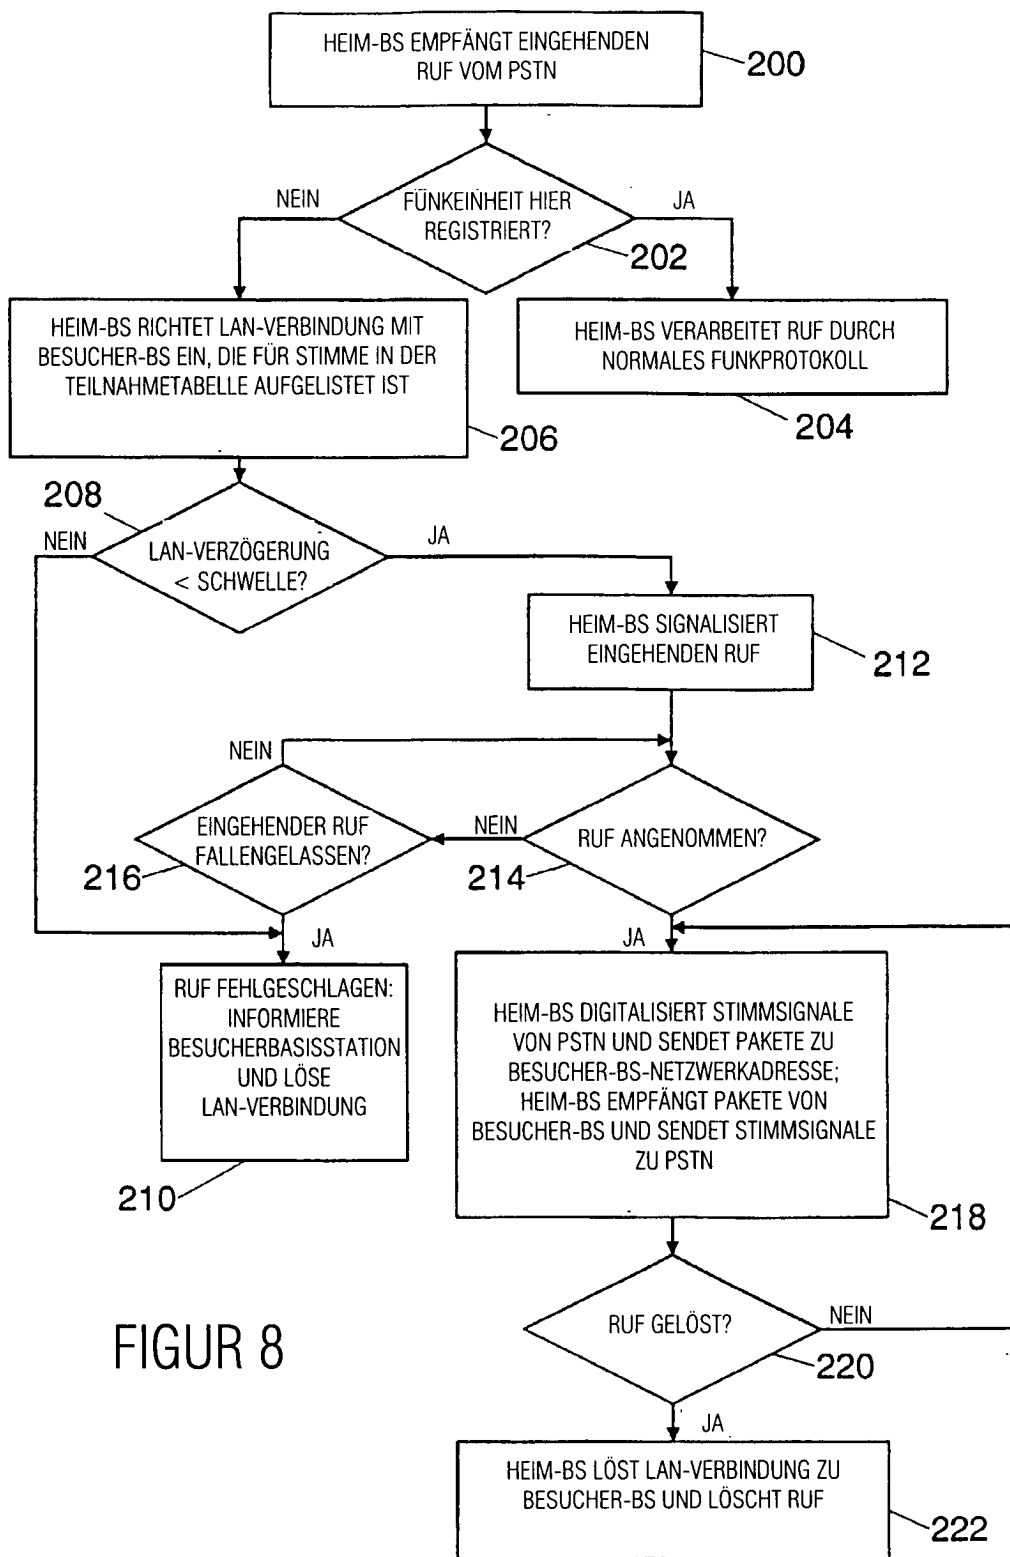 HEIM-BS EMPFÄNGT EINGEHENDEN
RUF VOM PSTN
200
NEIN
FÜNKEINHEIT HIER
REGISTRIERT?
JA
202
HEIM-BS RICHTET LAN-VERBINDUNG MIT
BESUCHER-BS EIN, DIE FÜR STIMME IN DER
TEILNAHMETABELLE AUFGELISTET IST
206
HEIM-BS VERARBEITET RUF DURCH
NORMALES FUNKPROTOKOLL
204
208
NEIN
LAN-VERZÖGERUNG
< SCHWELLE?
JA
HEIM-BS SIGNALISIERT
EINGEHENDEN RUF
212
NEIN
EINGEHENDER RUF
FALLENGELASSEN?
216
NEIN
RUF ANGENOMMEN?
214
JA
JA
RUF FEHLGESCHLAGEN:
INFORMIERE
BESUCHERBASISSTATION
UND LÖSE
LAN-VERBINDUNG
210
HEIM-BS DIGITALISIERT STIMMSIGNALE
VON PSTN UND SENDET PAKETE ZU
BESUCHER-BS-NETZWERKADRESSE;
HEIM-BS EMPFÄNGT PAKETE VON
BESUCHER-BS UND SENDET STIMMSIGNALE
ZU PSTN
218
RUF GELÖST?
NEIN
220
JA
FIGUR 8
HEIM-BS LÖST LAN-VERBINDUNG ZU
BESUCHER-BS UND LÖSCHT RUF
222